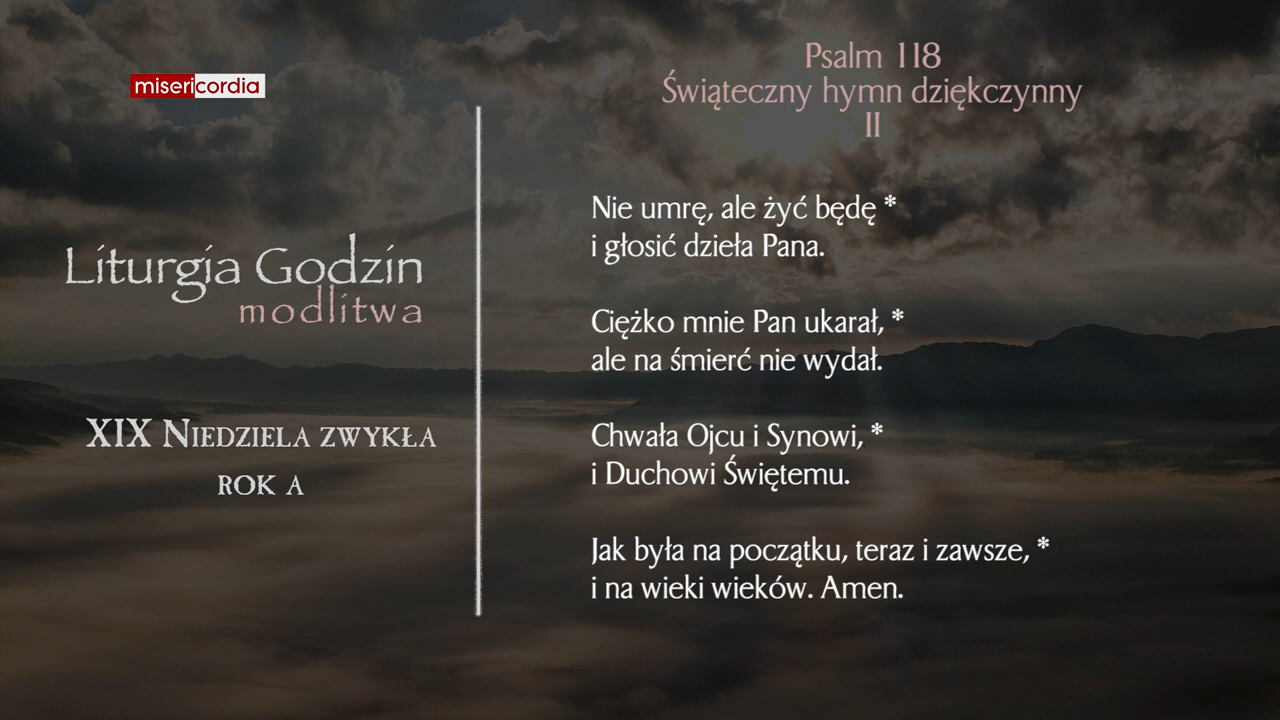 misericordia
Liturgia Godzin
modlitwa
XIX Niedziela zwykła
rok A
Psalm 118
Świąteczny hymn dziękczynny
II
Nie umrę, ale żyć będę *
i głosić dzieła Pana.
Ciężko mnie Pan ukarał, *
ale na śmierć nie wydał.
Chwała Ojcu i Synowi, *
i Duchowi Świętemu.
Jak była na początku, teraz i zawsze, *
i na wieki wieków. Amen.